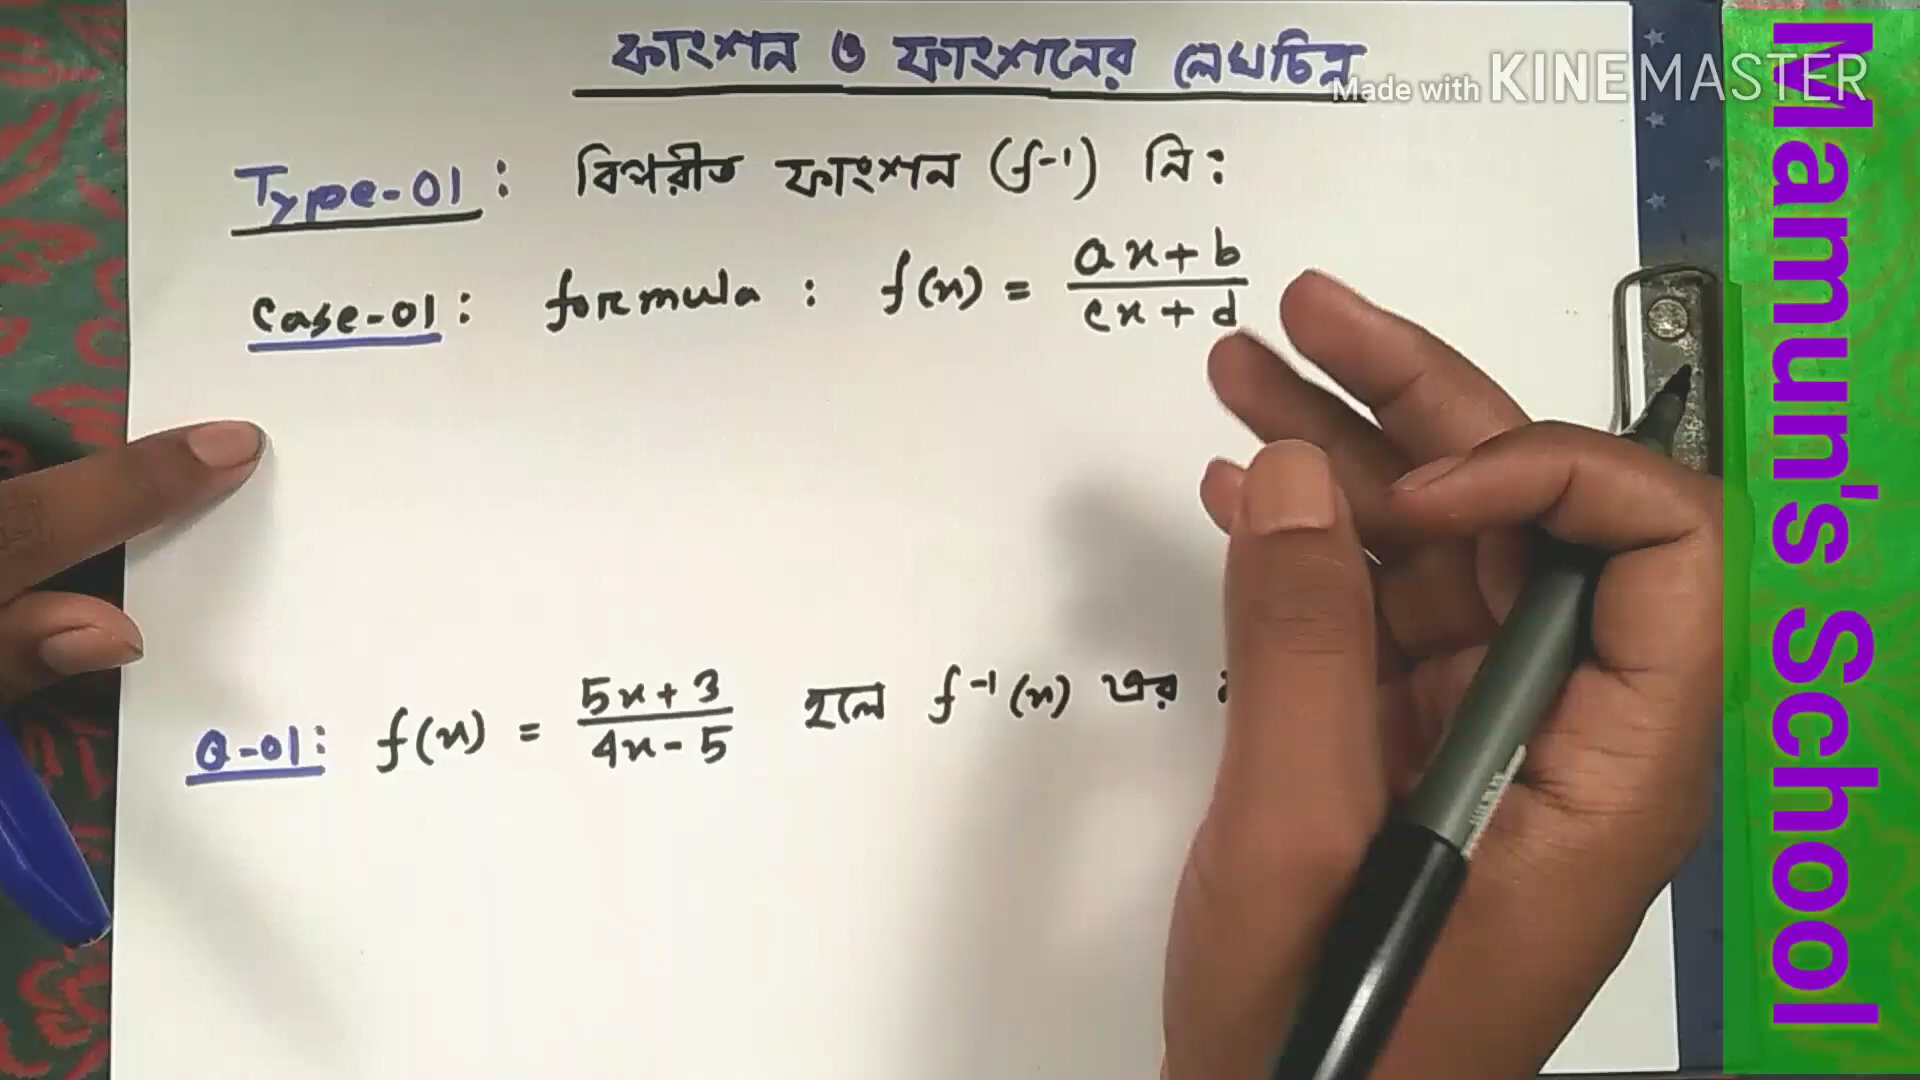 ফাংশন ও ফাংশনের লেখচিত্র
Made with KINEMASTER
Type-01: বিপরীত ফাংশন (f⁻¹) নি:
Case-01: formula: f(x) = (ax+b)/(cx+d)
Q-01: f(x) = (5x+3)/(4x-5) হলে f⁻¹(x) এর
Mamun's School